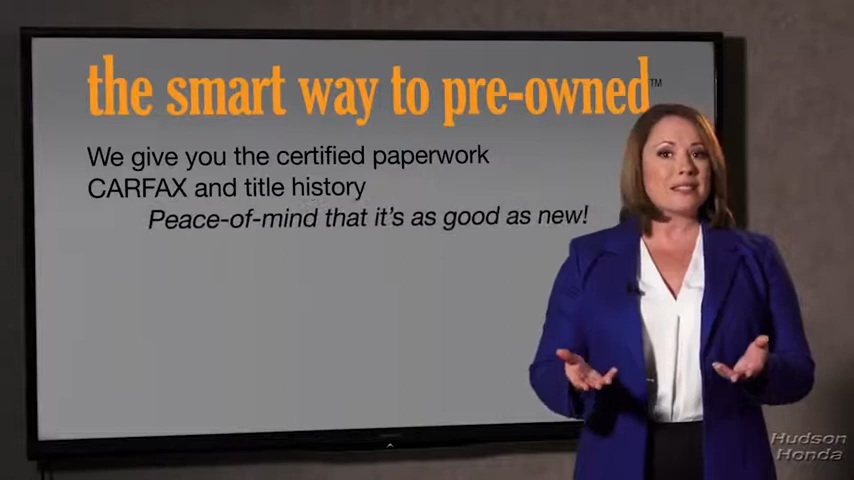 the smart way to pre-owned™
We give you the certified paperwork
CARFAX and title history
Peace-of-mind that it's as good as new!
Hudson
Honda